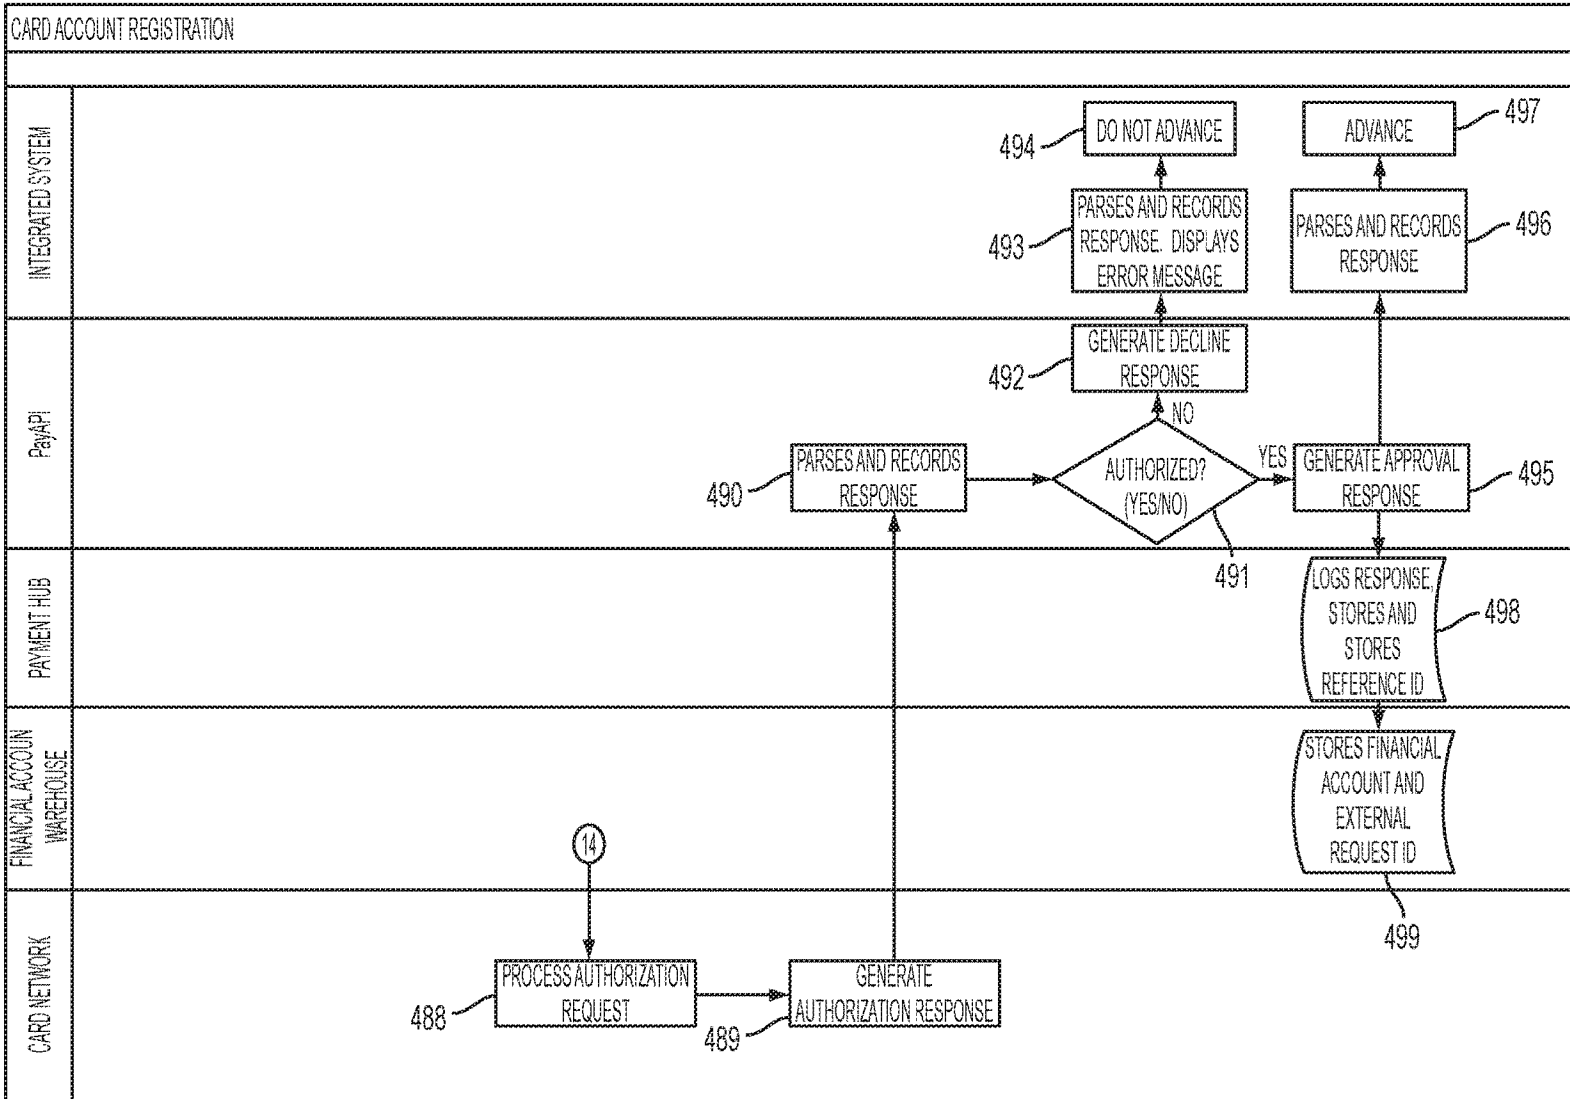 CARD ACCOUNT REGISTRATION
INTEGRATED SYSTEM
494
DO NOT ADVANCE
ADVANCE
497
493
PARSES AND RECORDS
RESPONSE. DISPLAYS
ERROR MESSAGE
PARSES AND RECORDS
RESPONSE
496
PayAPI
492
GENERATE DECLINE
RESPONSE
NO
490
PARSES AND RECORDS
RESPONSE
AUTHORIZED?
(YES/NO)
491
YES
GENERATE APPROVAL
RESPONSE
495
PAYMENT HUB
LOGS RESPONSE,
STORES AND
STORES
REFERENCE ID
498
FINANCIAL ACCOUN
WAREHOUSE
14
STORES FINANCIAL
ACCOUNT AND
EXTERNAL
REQUEST ID
499
CARD NETWORK
488
PROCESS AUTHORIZATION
REQUEST
489
GENERATE
AUTHORIZATION RESPONSE